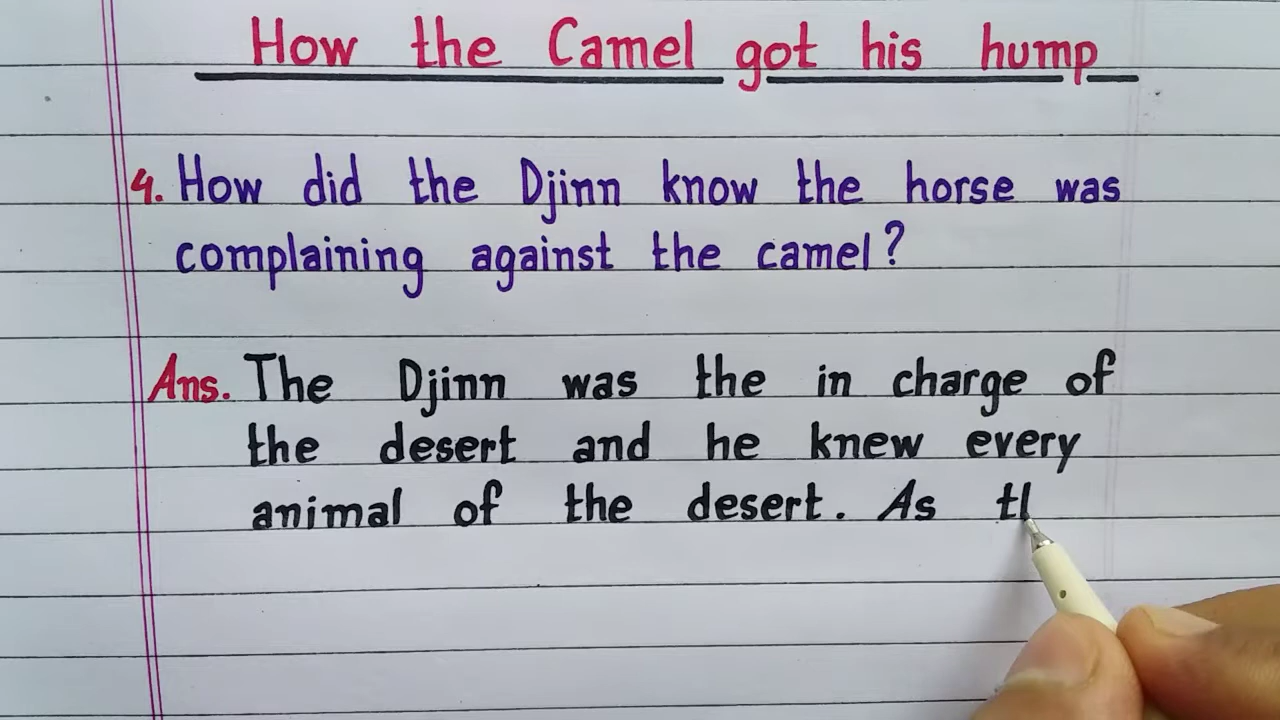 How the Camel got his hump
4. How did the Djinn know the horse was
complaining against the camel?
Ans. The Djinn was the in charge of
the desert and he knew every
animal of the desert. As